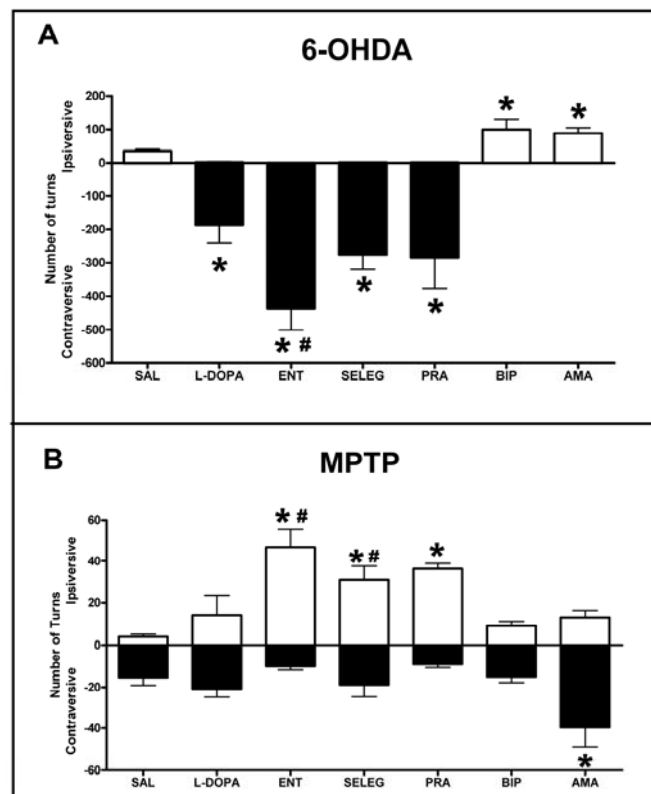 A
6-OHDA
Number of turns
Contraversive Ipsiversive
200
100
0
-100
-200
-300
-400
-500
-600
*
* #
*
*
*
*
SAL L-DOPA ENT SELEG PRA BIP AMA
B
MPTP
Number of Turns
Contraversive Ipsiversive
60
40
20
0
-20
-40
-60
* #
* #
*
*
SAL L-DOPA ENT SELEG PRA BIP AMA